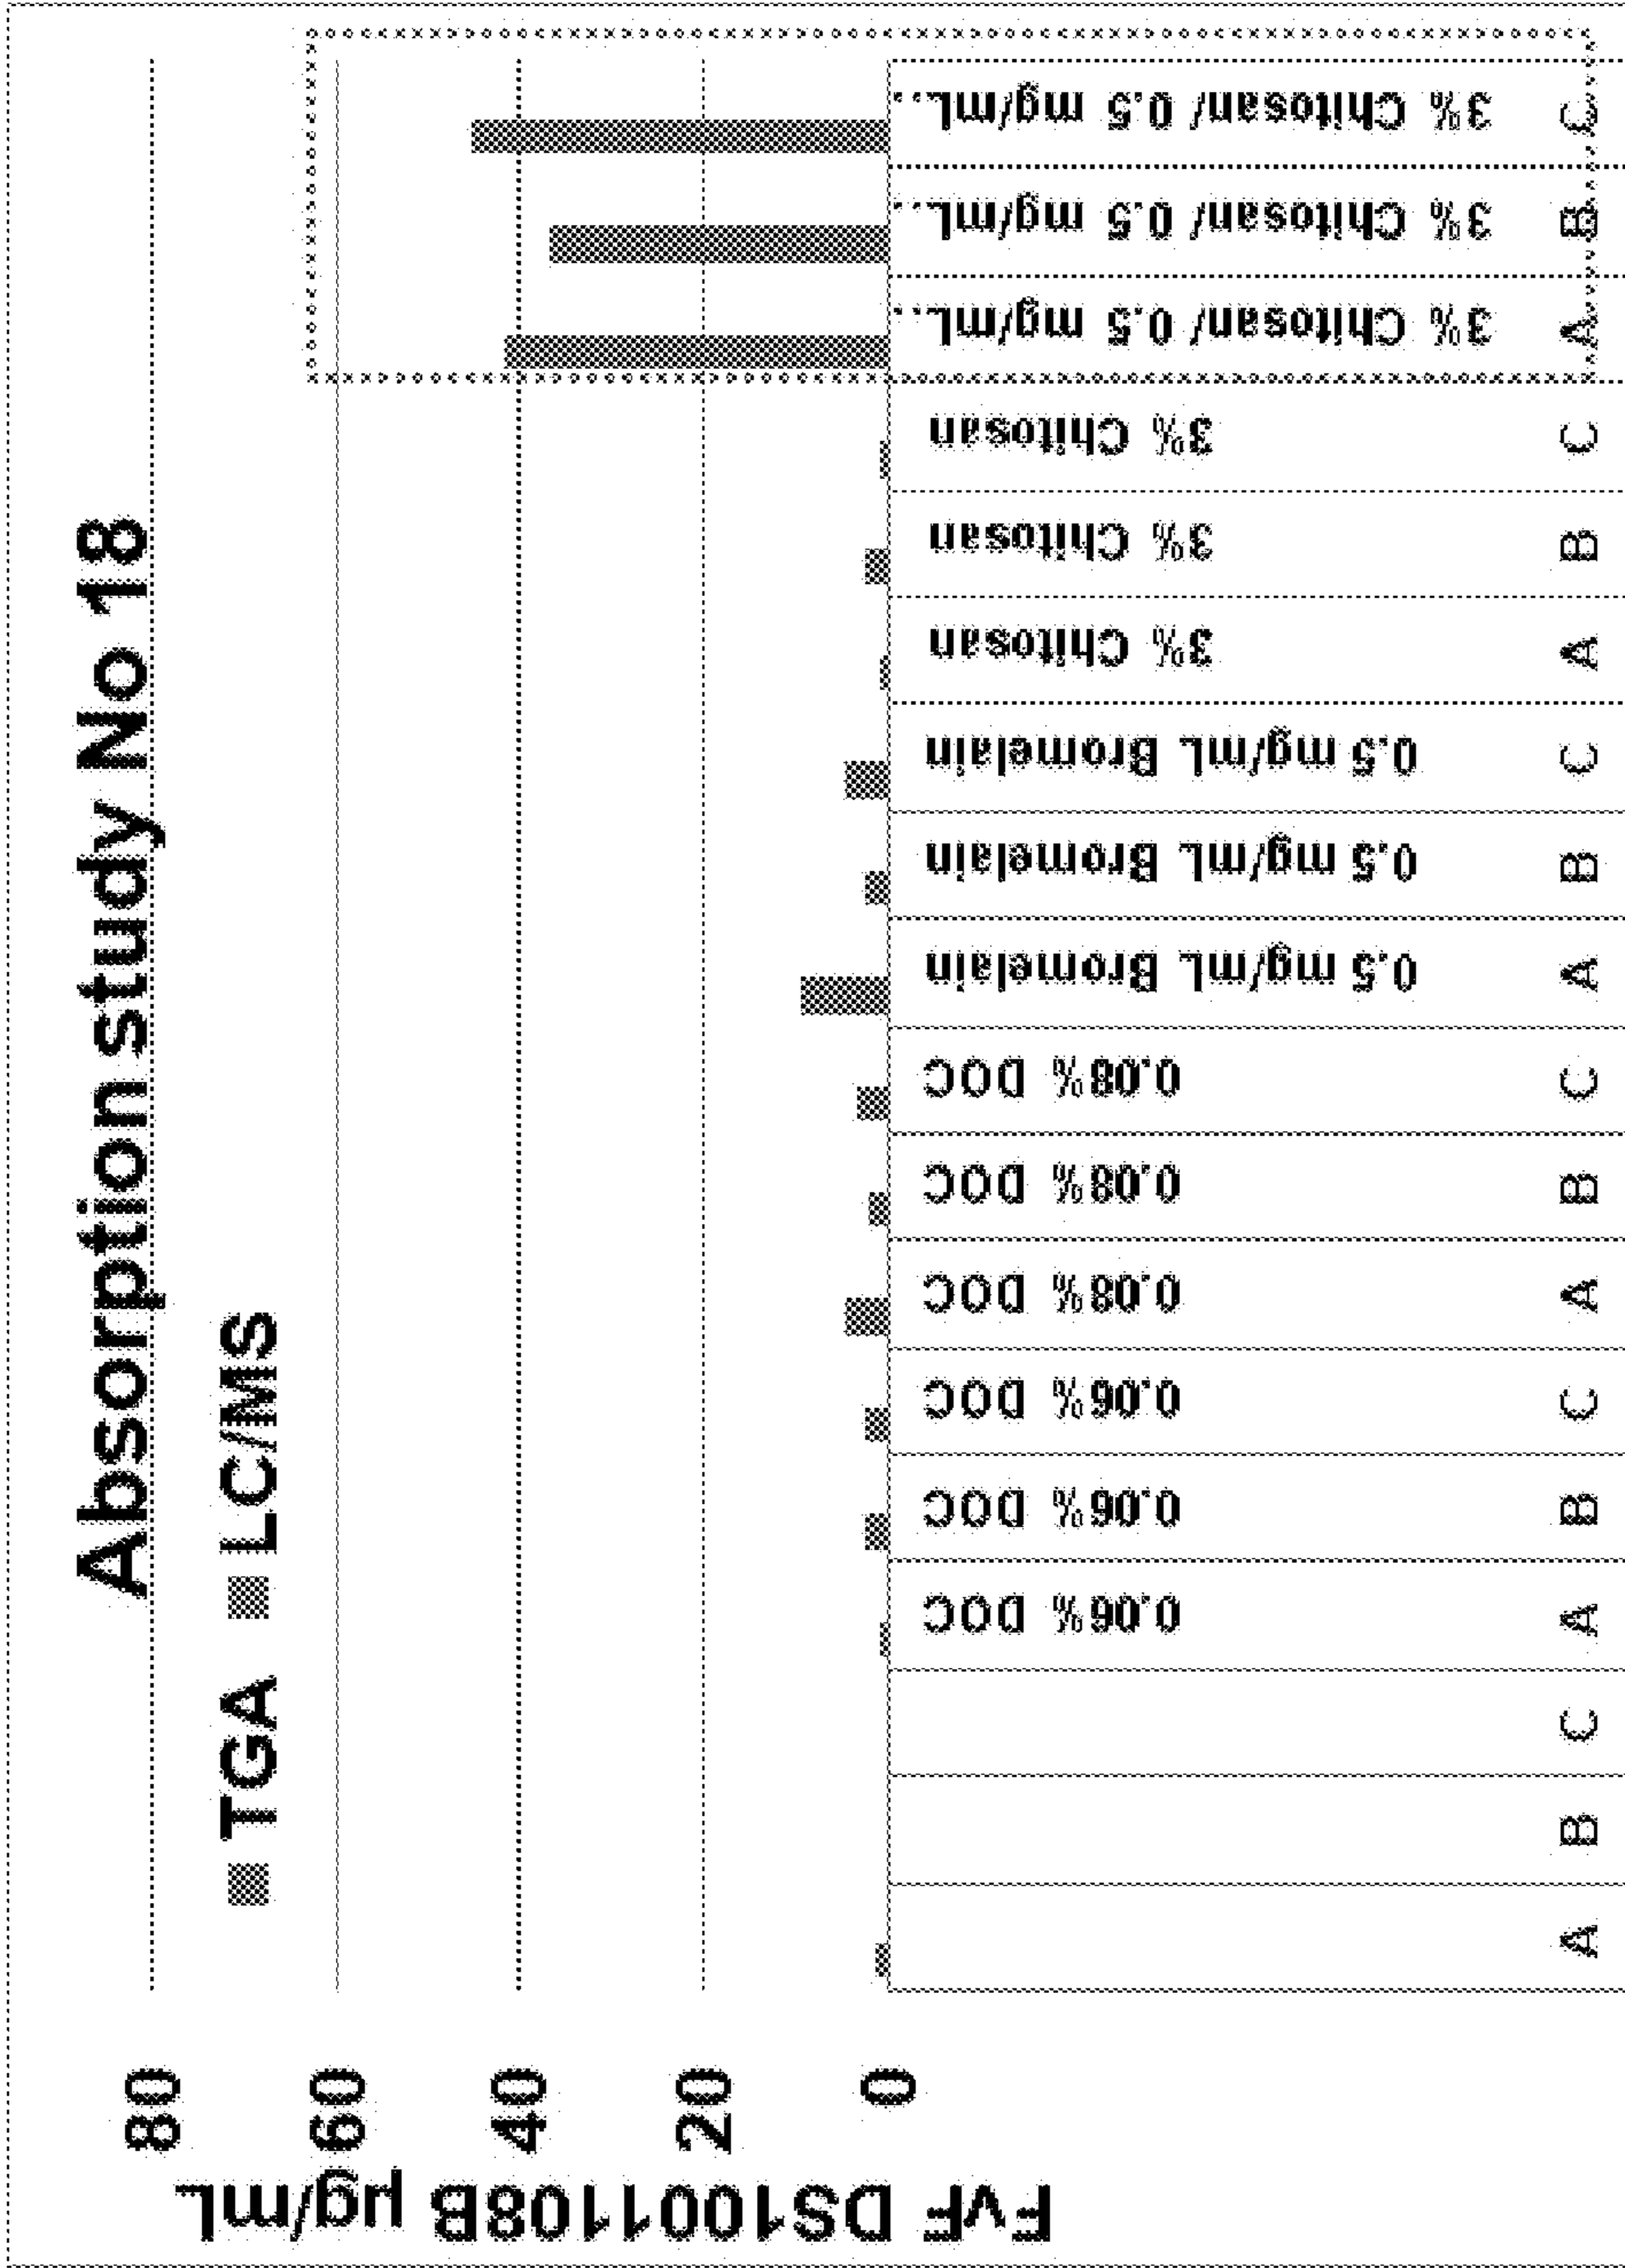 Absorption study No 18
TGA LC/MS
FvF DS1001108B µg/mL
80
60
40
20
0
0.06% DOC
0.06% DOC
0.06% DOC
0.08% DOC
0.08% DOC
0.08% DOC
0.5 mg/mL Bromelain
0.5 mg/mL Bromelain
0.5 mg/mL Bromelain
3% Chitosan
3% Chitosan
3% Chitosan
3% Chitosan/ 0.5 mg/mL...
3% Chitosan/ 0.5 mg/mL...
3% Chitosan/ 0.5 mg/mL...
A B C A B C A B C A B C A B C A B C